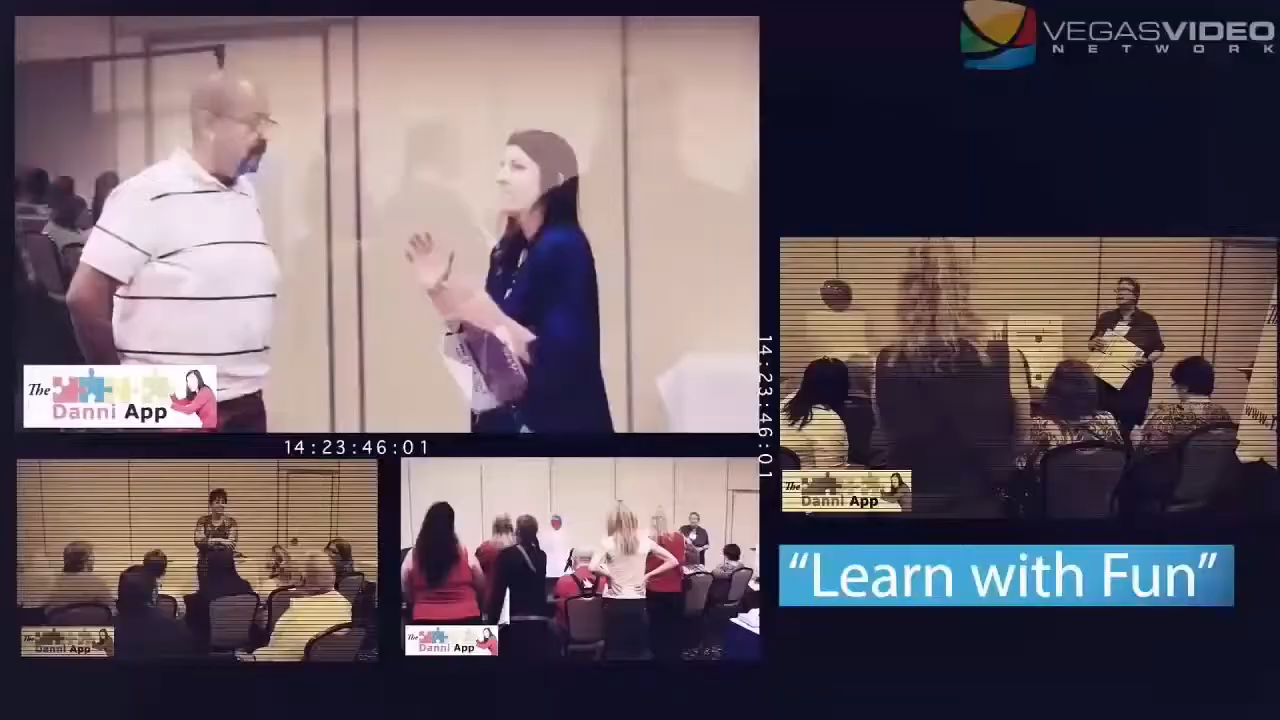 VEGASVIDEO
NETWORK
The
Danni App
14:23:46:01
14:23:46:01
The
Danni App
The
Danni App
The
Danni App
“Learn with Fun”